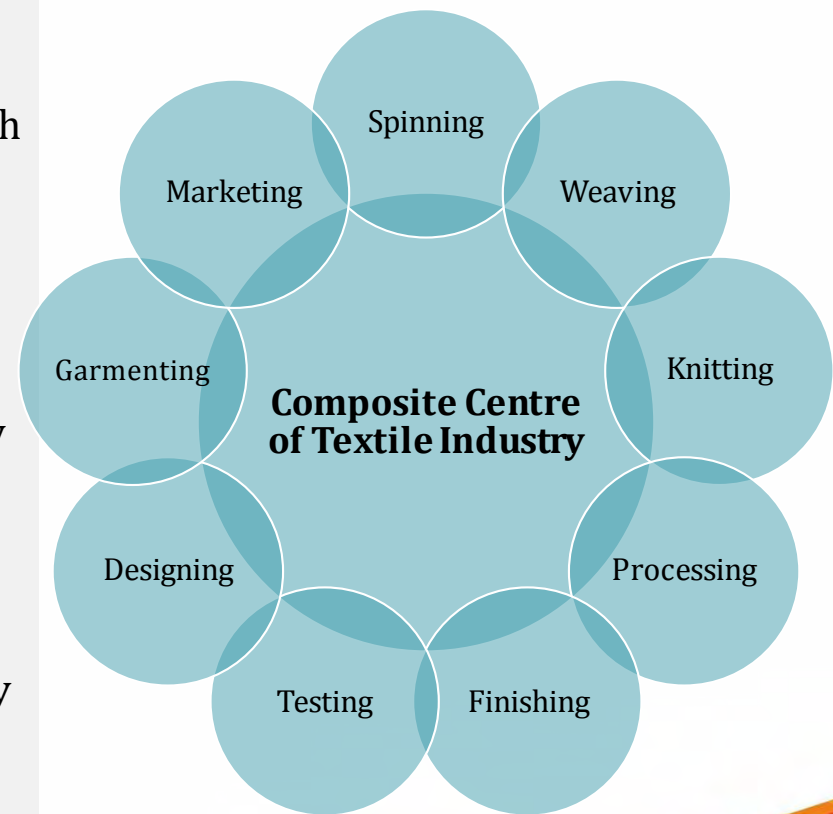 Spinning
Weaving
Knitting
Processing
Finishing
Testing
Designing
Garmenting
Marketing
Composite Centre
of Textile Industry